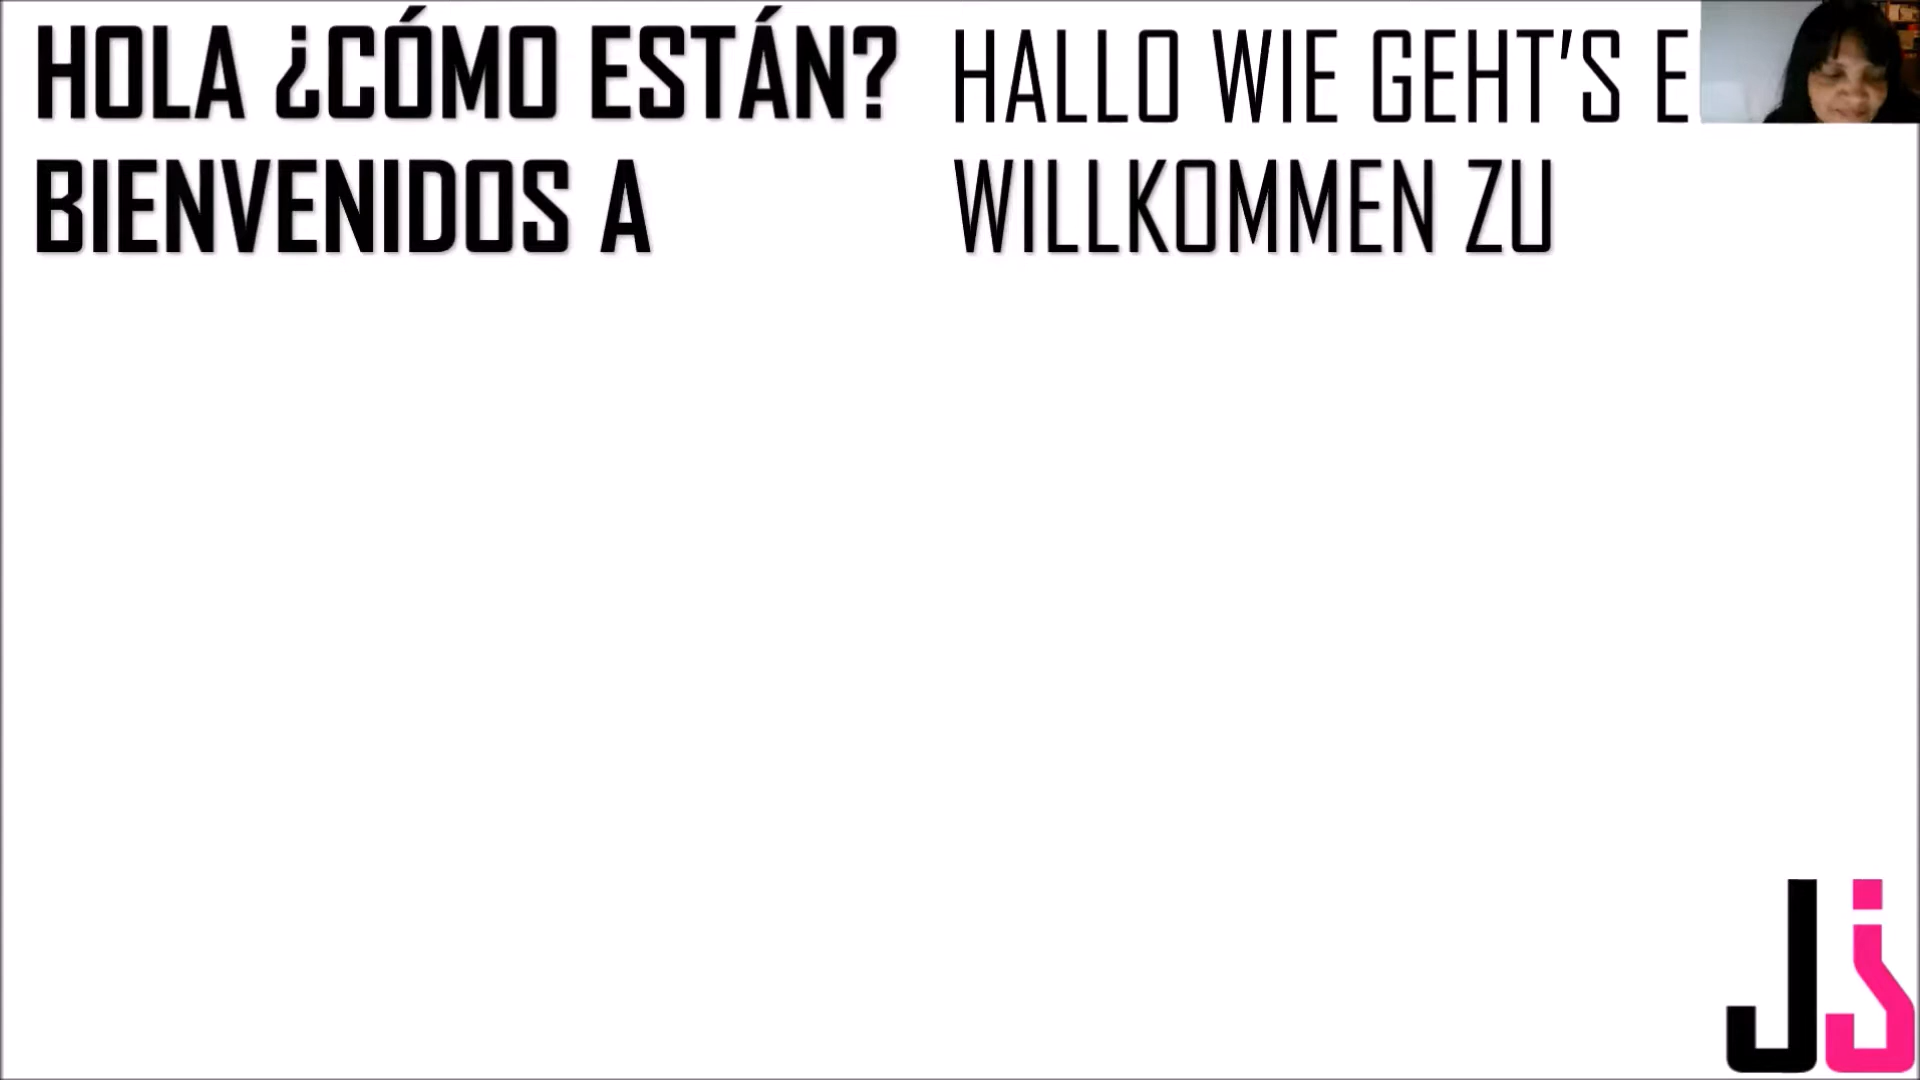 HOLA ¿CÓMO ESTÁN?
BIENVENIDOS A
HALLO WIE GEHT'S E
WILLKOMMEN ZU